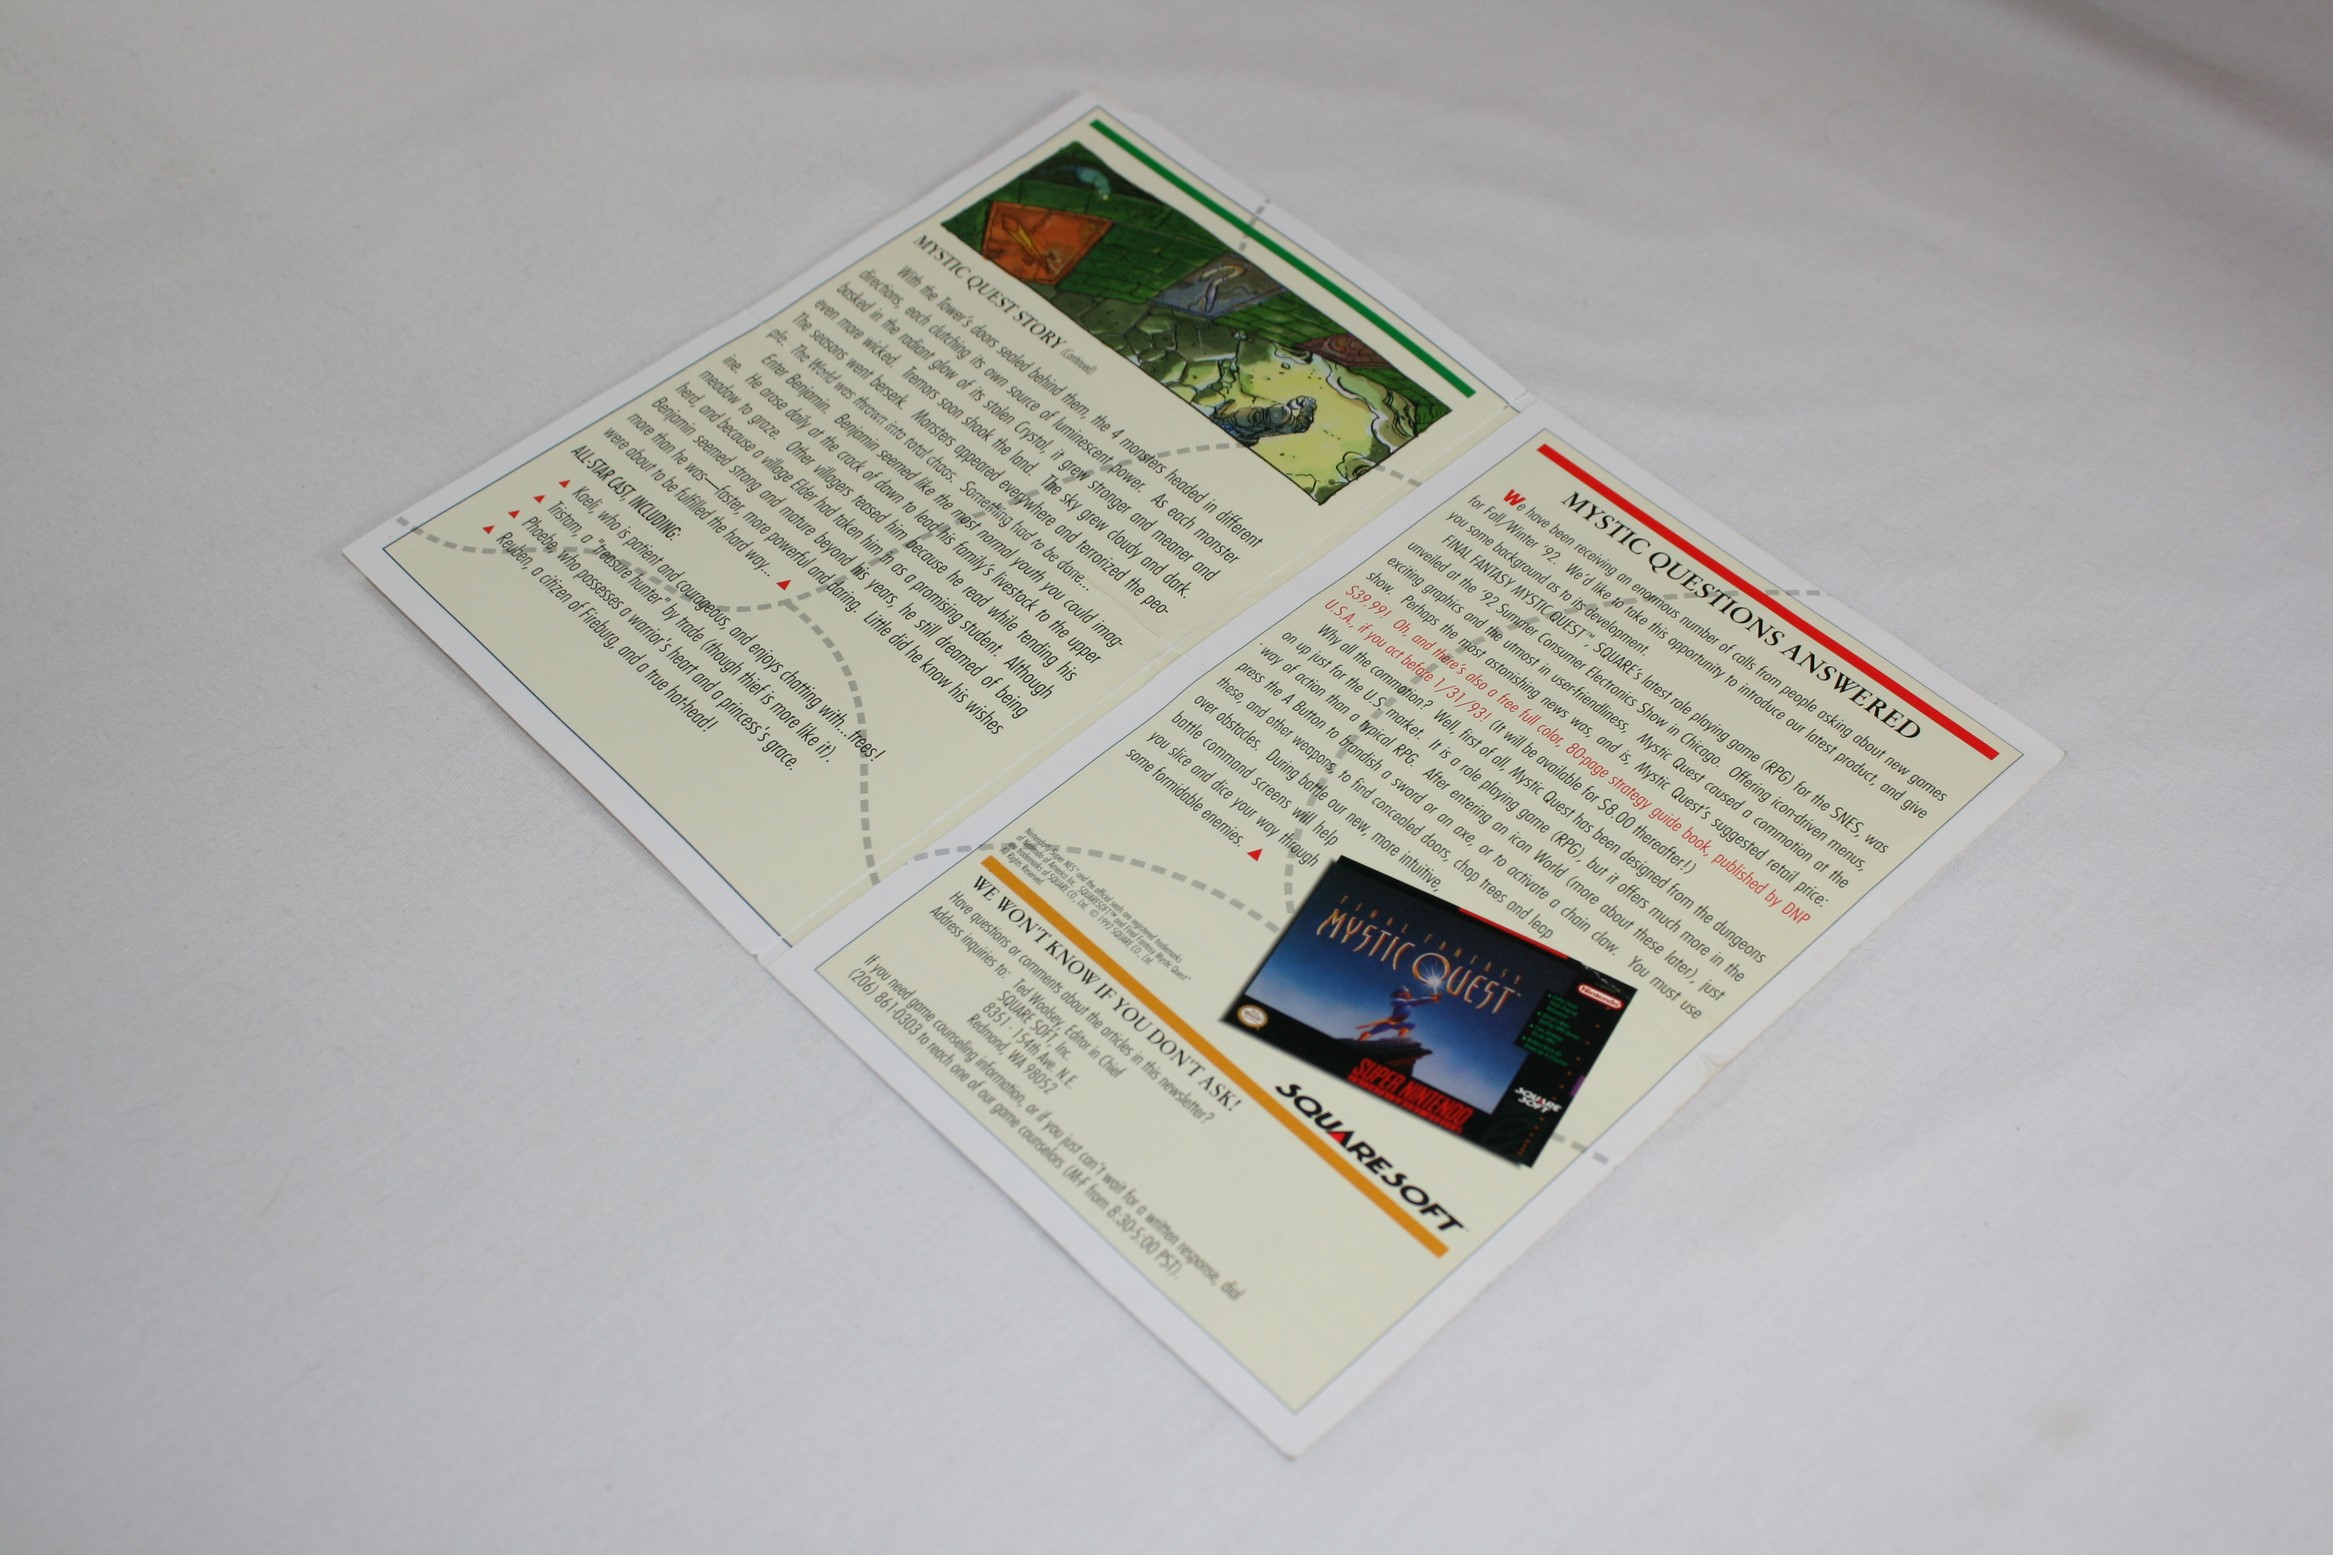 MYSTIC QUEST STORY (Continued)
With the Tower's doors sealed behind them, the 4 monsters headed in different
directions, each clutching its own source of luminescent power. As each monster
basked in the radiant glow of its stolen Crystal, it grew stronger and meaner and
even more wicked. Tremors soon shook the land. The sky grew cloudy and dark.
The seasons went berserk. Monsters appeared everywhere and terrorized the peo-
ple. The World was thrown into total chaos. Something had to be done...
Enter Benjamin. Benjamin seemed like the most normal youth you could imag-
ine. He arose daily at the crack of dawn to lead his family's livestock to the upper
meadow to graze. Other villagers teased him because he read while tending his
herd, and because a village Elder had taken him in as a promising student. Although
Benjamin seemed strong and mature beyond his years, he still dreamed of being
more than he was—faster, more powerful and daring. Little did he know his wishes
were about to be fulfilled the hard way...
ALL-STAR CAST, INCLUDING:
Kaeli, who is patient and courageous, and enjoys chatting with...trees!
Tristam, a "treasure hunter" by trade (though thief is more like it).
Phoebe, who possesses a warrior's heart and a princess's grace.
Reuben, a citizen of Fireburg, and a true hot-head!
MYSTIC QUESTIONS ANSWERED
We have been receiving an enormous number of calls from people asking about new games
for Fall/Winter '92. We'd like to take this opportunity to introduce our latest product, and give
you some background as to its development.
FINAL FANTASY MYSTIC QUEST™, SQUARE's latest role playing game (RPG) for the SNES, was
unveiled at the '92 Summer Consumer Electronics Show in Chicago. Offering icon-driven menus,
exciting graphics and the utmost in user-friendliness, Mystic Quest caused a commotion at the
show. Perhaps the most astonishing news was, and is, Mystic Quest's suggested retail price:
$39.99! Oh, and there's also a free full color, 80-page strategy guide book, published by DNP
U.S.A., if you act before 1/31/93! (It will be available for $8.00 thereafter!)
Why all the commotion? Well, first of all, Mystic Quest has been designed from the dungeons
on up just for the U.S. market. It is a role playing game (RPG), but it offers much more in the
way of action than a typical RPG. After entering an icon World (more about these later), just
press the A Button to brandish a sword or an axe, or to activate a chain claw. You must use
these, and other weapons, to find concealed doors, chop trees and leap
over obstacles. During battle our new, more intuitive,
battle command screens will help
you slice and dice your way through
some formidable enemies.
FINAL FANTASY
MYSTIC QUEST
Nintendo
SUPER NINTENDO
SQUARE
SOFT
Nintendo, Super NES™ and the official seals are registered trademarks
of Nintendo of America Inc. SQUARESOFT™ and Final Fantasy Mystic Quest™
are trademarks of SQUARE CO., Ltd. © 1992 SQUARE CO., Ltd.
All Rights Reserved.
SQUARESOFT
WE WON'T KNOW IF YOU DON'T ASK!
Have questions or comments about the articles in this newsletter?
Address inquiries to: Ted Woolsey, Editor in Chief
SQUARE SOFT, Inc.
8351 - 154th Ave. N.E.
Redmond, WA 98052
If you need game counseling information, or if you just can't wait for a written response, dial
(206) 861-0303 to reach one of our game counselors (M-F from 8:30-5:00 PST).